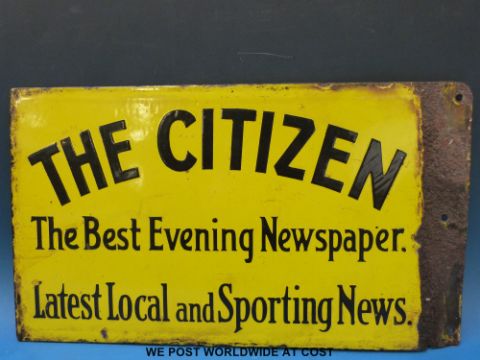 THE CITIZEN
The Best Evening Newspaper.
Latest Local and Sporting News.
WE POST WORLDWIDE AT COST